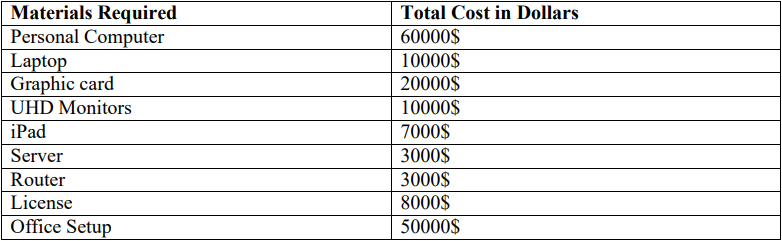 Materials Required Total Cost in Dollars
Personal Computer 60000$
Laptop 10000$
Graphic card 20000$
UHD Monitors 10000$
iPad 7000$
Server 3000$
Router 3000$
License 8000$
Office Setup 50000$